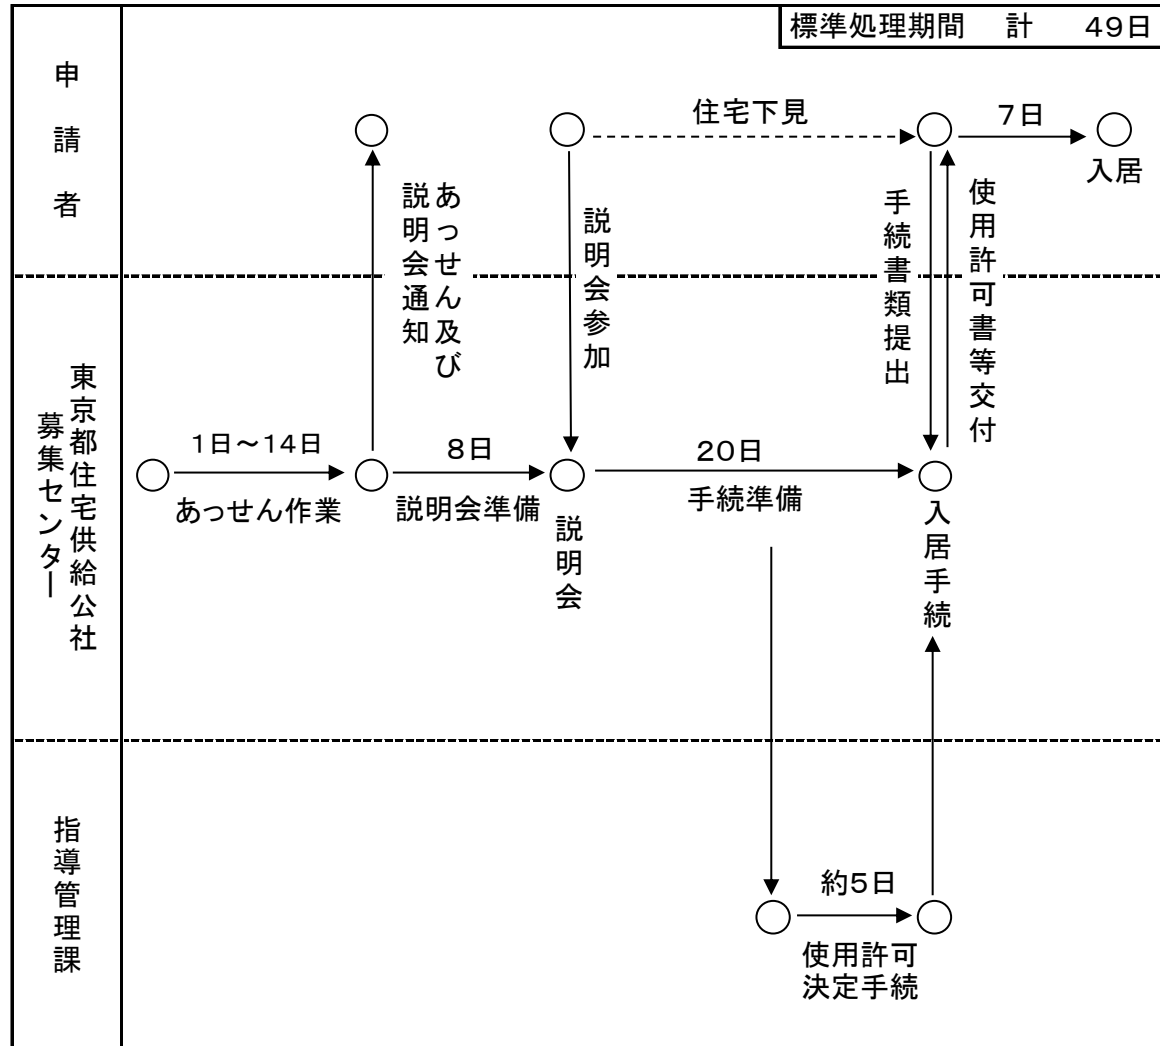 標準処理期間 計 49日
申請者
住宅下見
7日
入居
あっせん及び
説明会通知
説明会参加
手続書類提出
使用許可書等交付
東京都住宅供給公社
募集センター
1日～14日
あっせん作業
8日
説明会準備
説明会
20日
手続準備
入居手続
指導管理課
約5日
使用許可
決定手続